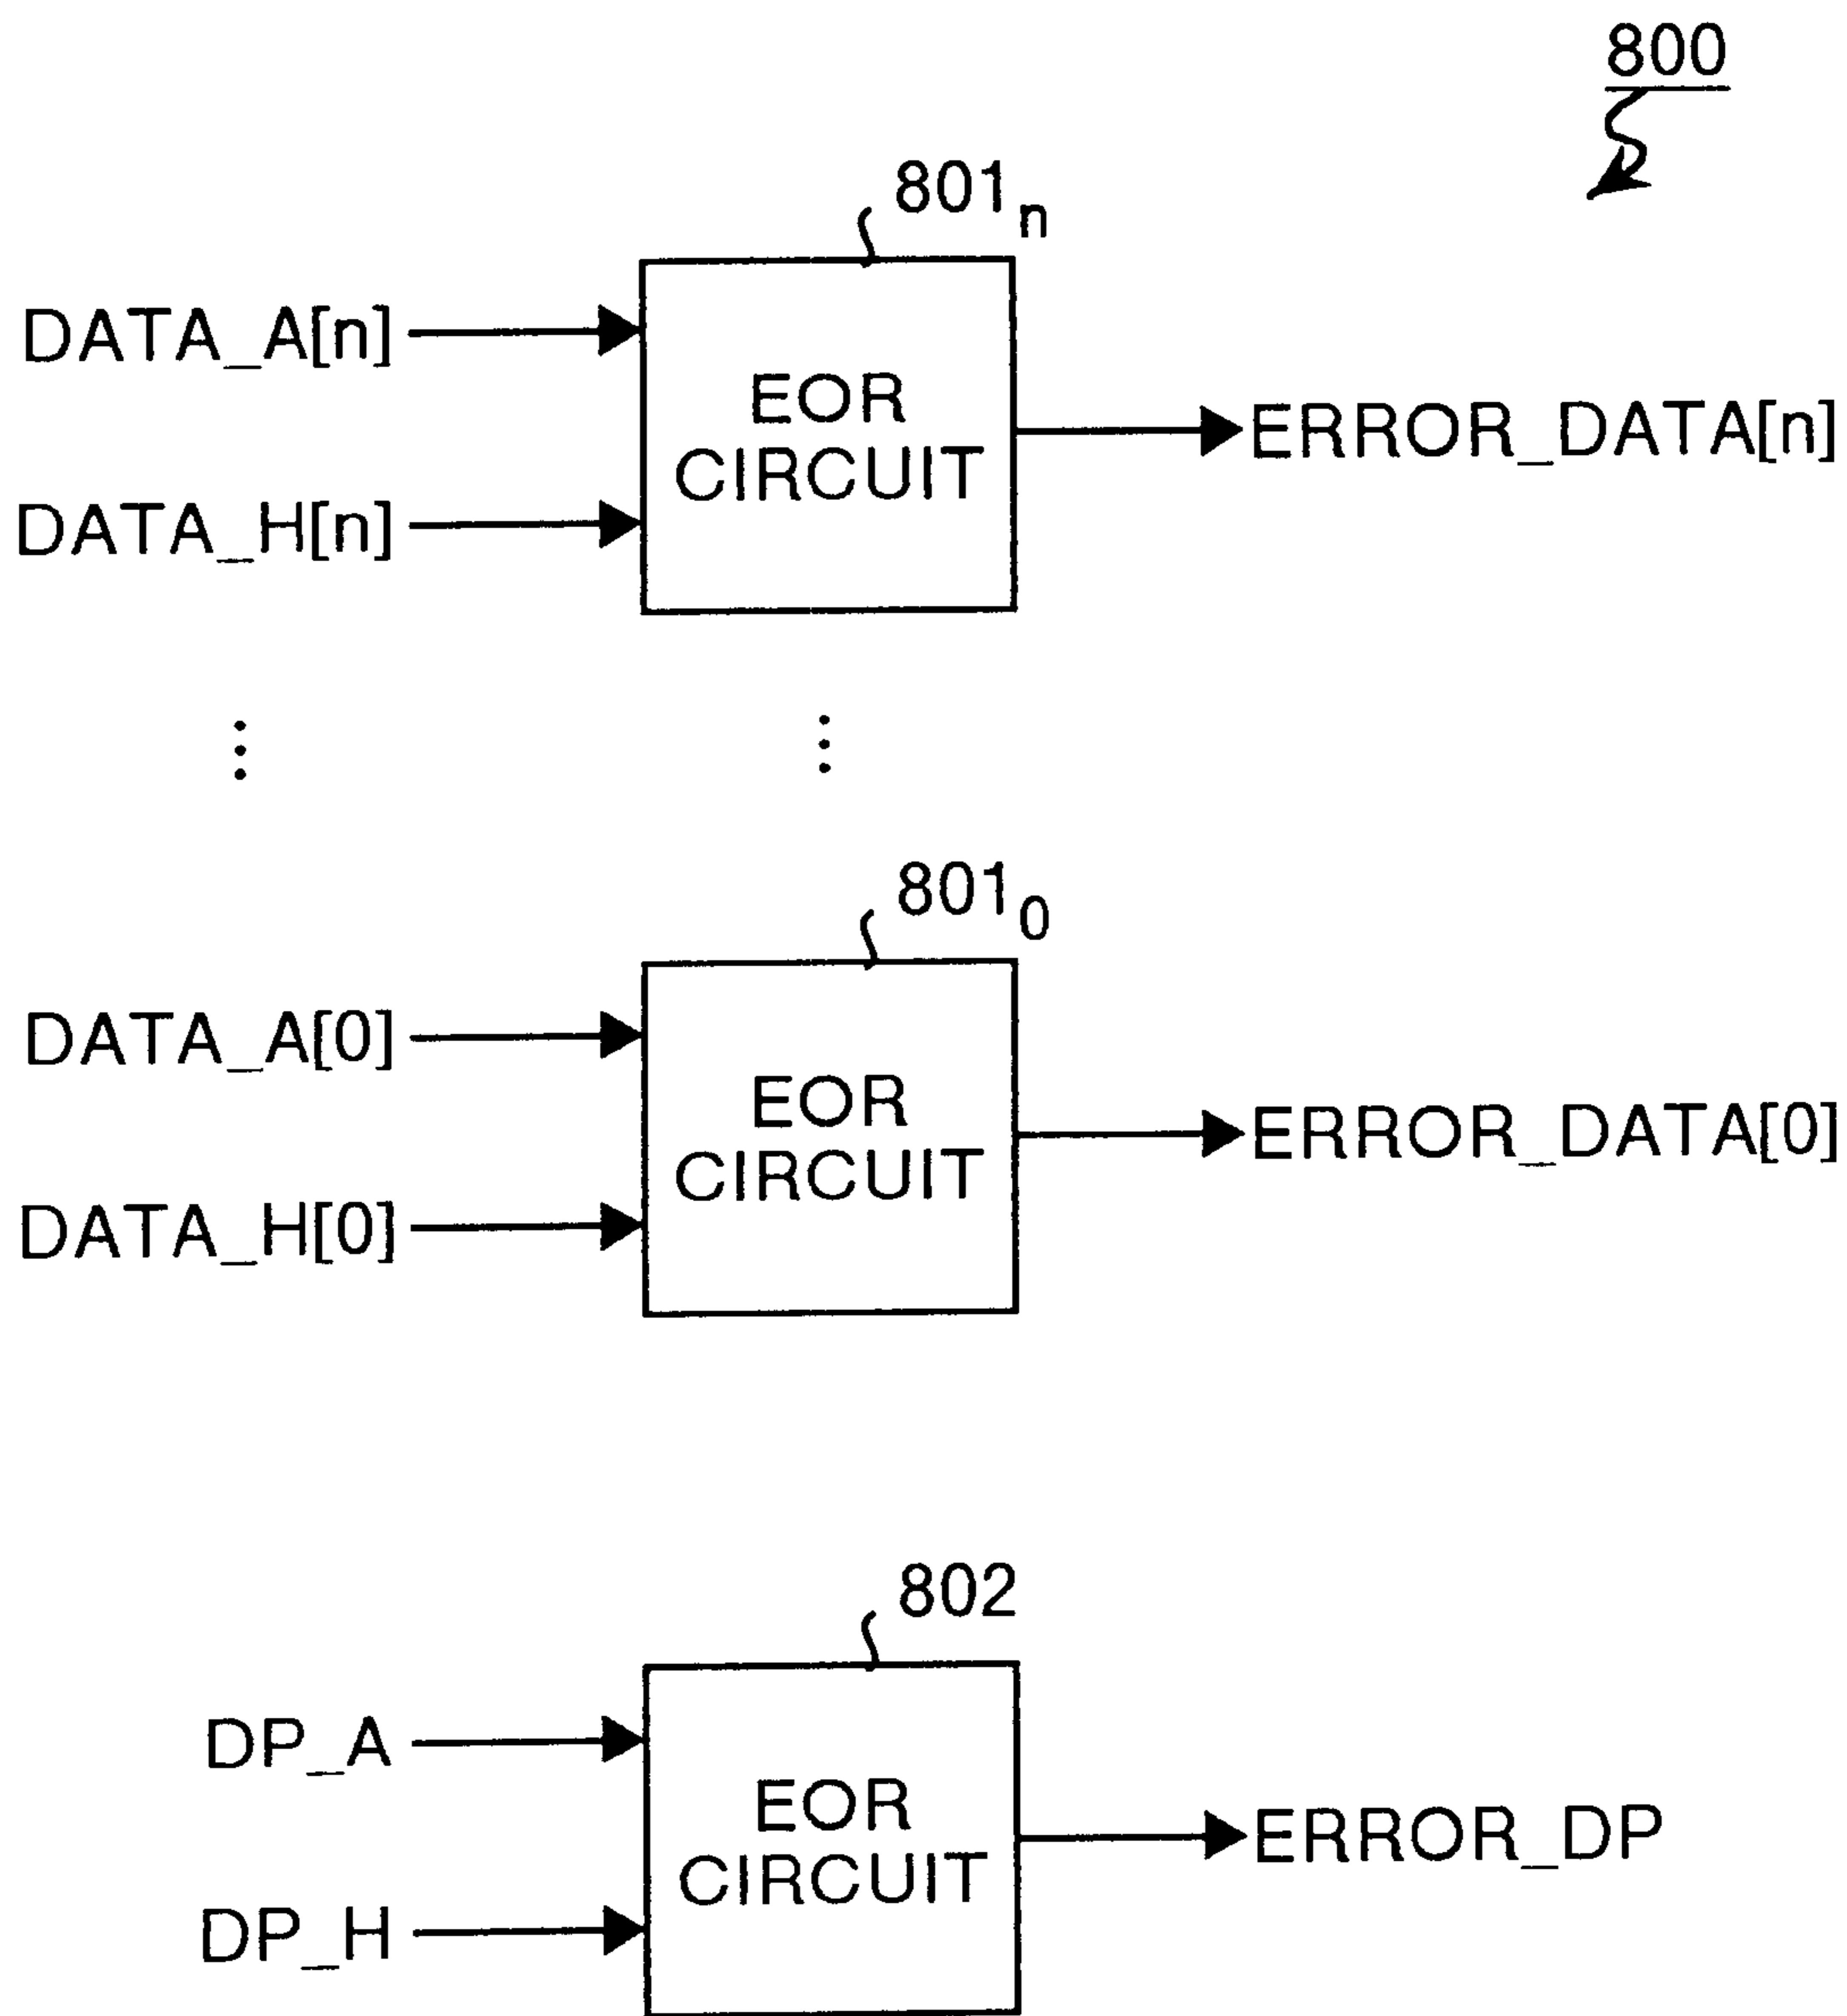 800
801n
DATA_A[n]
EOR
CIRCUIT
ERROR_DATA[n]
DATA_H[n]
8010
DATA_A[0]
EOR
CIRCUIT
ERROR_DATA[0]
DATA_H[0]
802
DP_A
EOR
CIRCUIT
ERROR_DP
DP_H